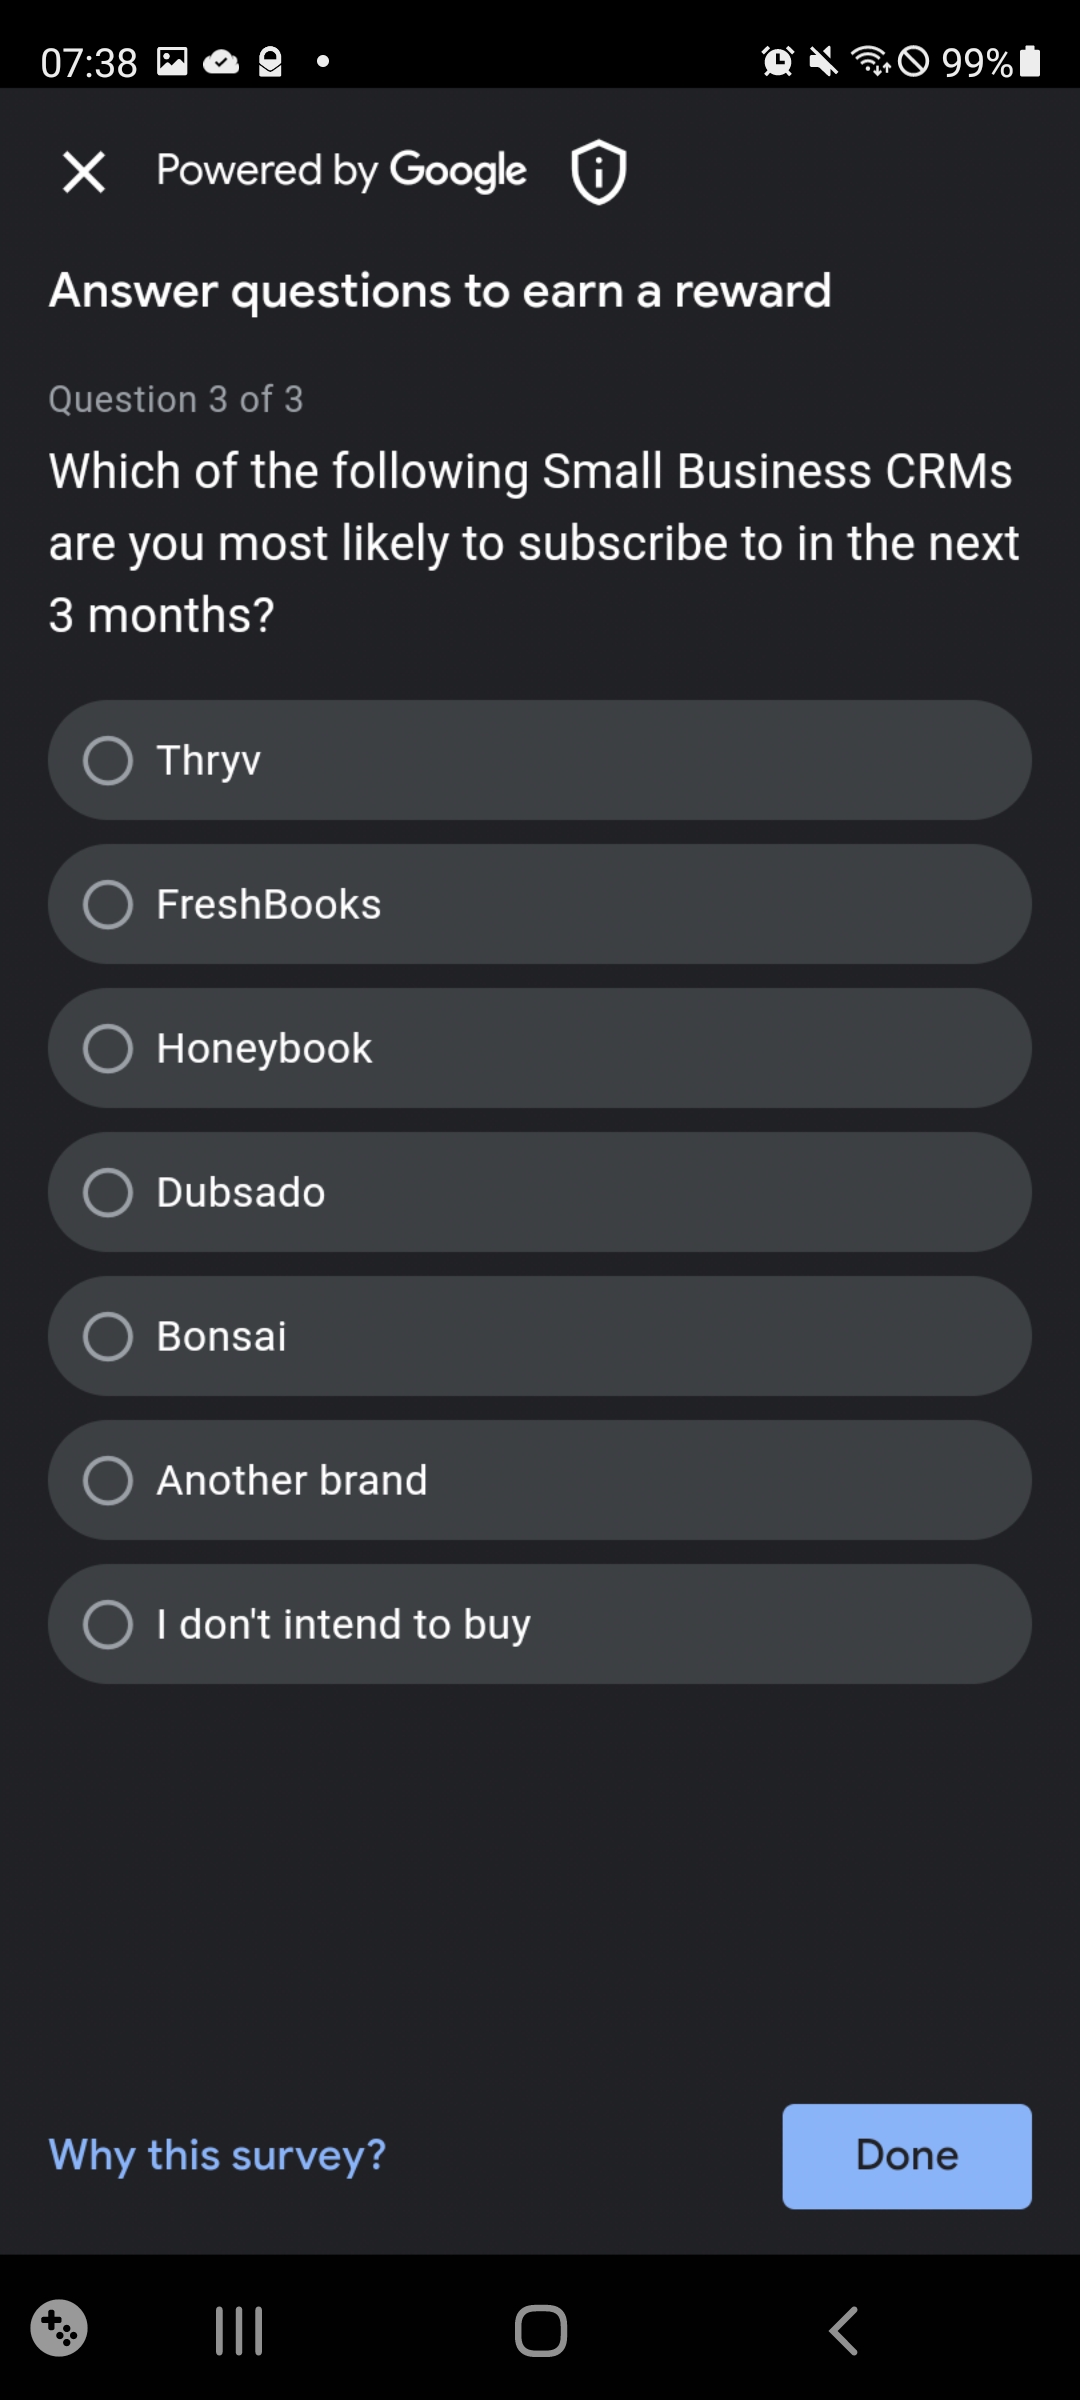 07:38
99%
Powered by Google
Answer questions to earn a reward
Question 3 of 3
Which of the following Small Business CRMs
are you most likely to subscribe to in the next
3 months?
Thryv
FreshBooks
Honeybook
Dubsado
Bonsai
Another brand
I don't intend to buy
Why this survey?
Done